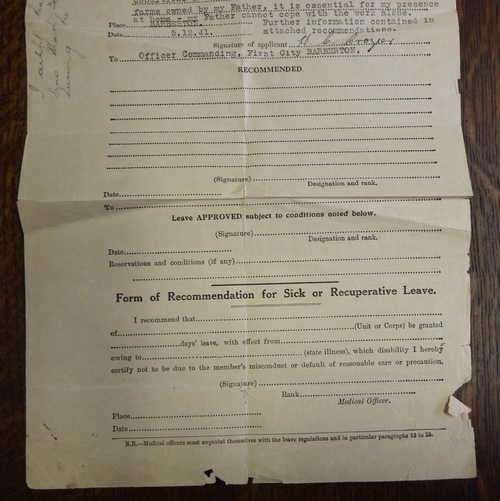 farms owned by my Father, it is essential for my presence
at home - my Father cannot cope with the work alone.
Place BARBERTON. Further information contained in
Date 5.12.41. attached recommendations.
Signature of applicant
To Officer Commanding, First City BARBERTON.
RECOMMENDED.
(Signature)
Designation and rank.
Date
To
Leave APPROVED subject to conditions noted below.
(Signature)
Designation and rank.
Date
Reservations and conditions (if any)
Form of Recommendation for Sick or Recuperative Leave.
I recommend that
of (Unit or Corps) be granted
days' leave, with effect from
owing to (state illness), which disability I hereby
certify not to be due to the member's misconduct or default of reasonable care or precaution.
(Signature)
Rank
Medical Officer.
Place
Date
N.B.—Medical officers must acquaint themselves with the leave regulations and in particular paragraphs 13 to 25.